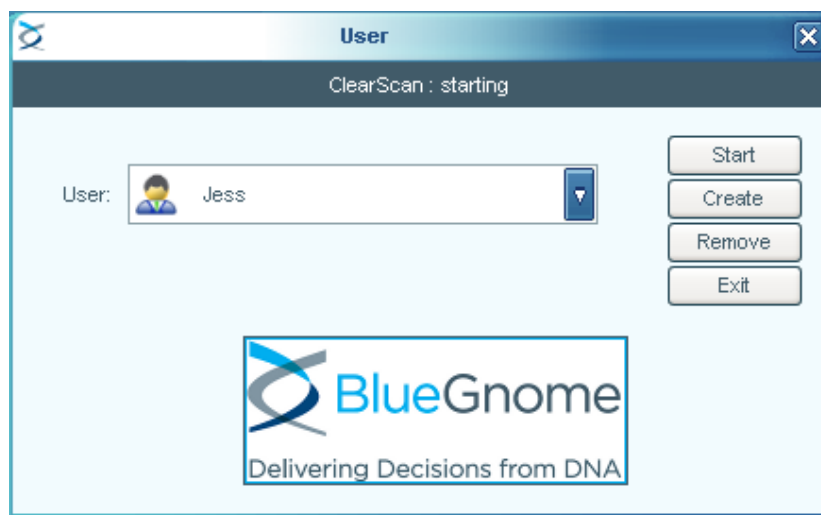 User
ClearScan : starting
User: Jess
Start
Create
Remove
Exit
BlueGnome
Delivering Decisions from DNA